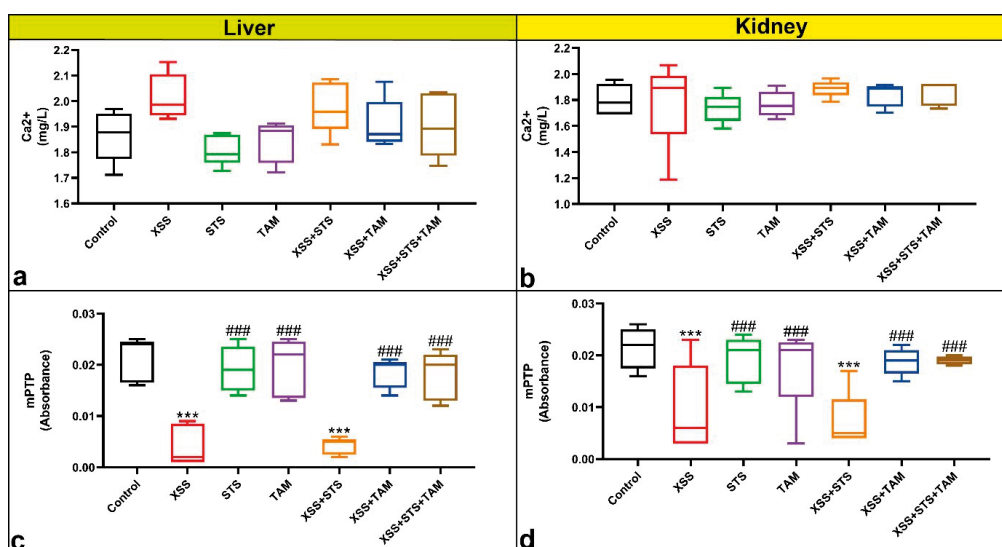 Liver
Kidney
Ca2+
(mg/L)
2.2
2.1
2.0
1.9
1.8
1.7
1.6
Control
XSS
STS
TAM
XSS+STS
XSS+TAM
XSS+STS+TAM
a
Ca2+
(mg/L)
2.2
2.0
1.8
1.6
1.4
1.2
1.0
Control
XSS
STS
TAM
XSS+STS
XSS+TAM
XSS+STS+TAM
b
mPTP
(Absorbance)
0.03
0.02
0.01
0.00
***
###
###
***
###
###
Control
XSS
STS
TAM
XSS+STS
XSS+TAM
XSS+STS+TAM
c
mPTP
(Absorbance)
0.03
0.02
0.01
0.00
***
###
###
***
###
###
Control
XSS
STS
TAM
XSS+STS
XSS+TAM
XSS+STS+TAM
d